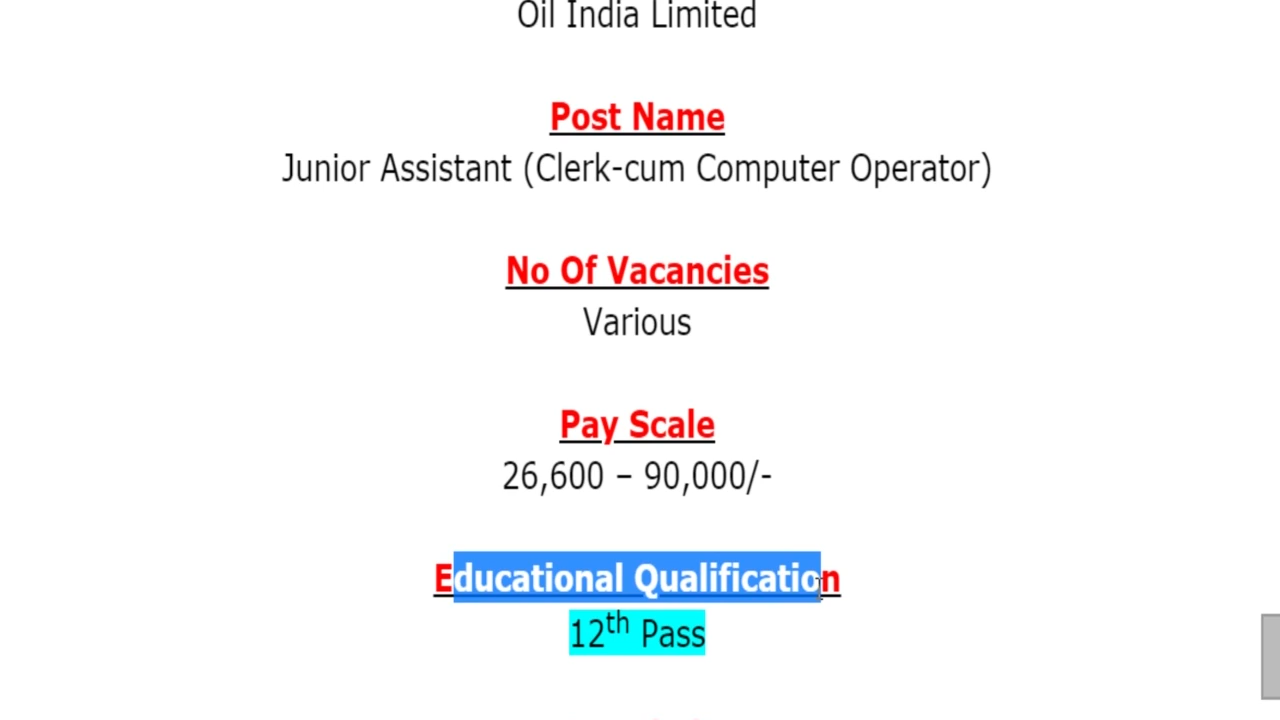 Oil India Limited
Post Name
Junior Assistant (Clerk-cum Computer Operator)
No Of Vacancies
Various
Pay Scale
26,600 – 90,000/-
Educational Qualification
12th Pass